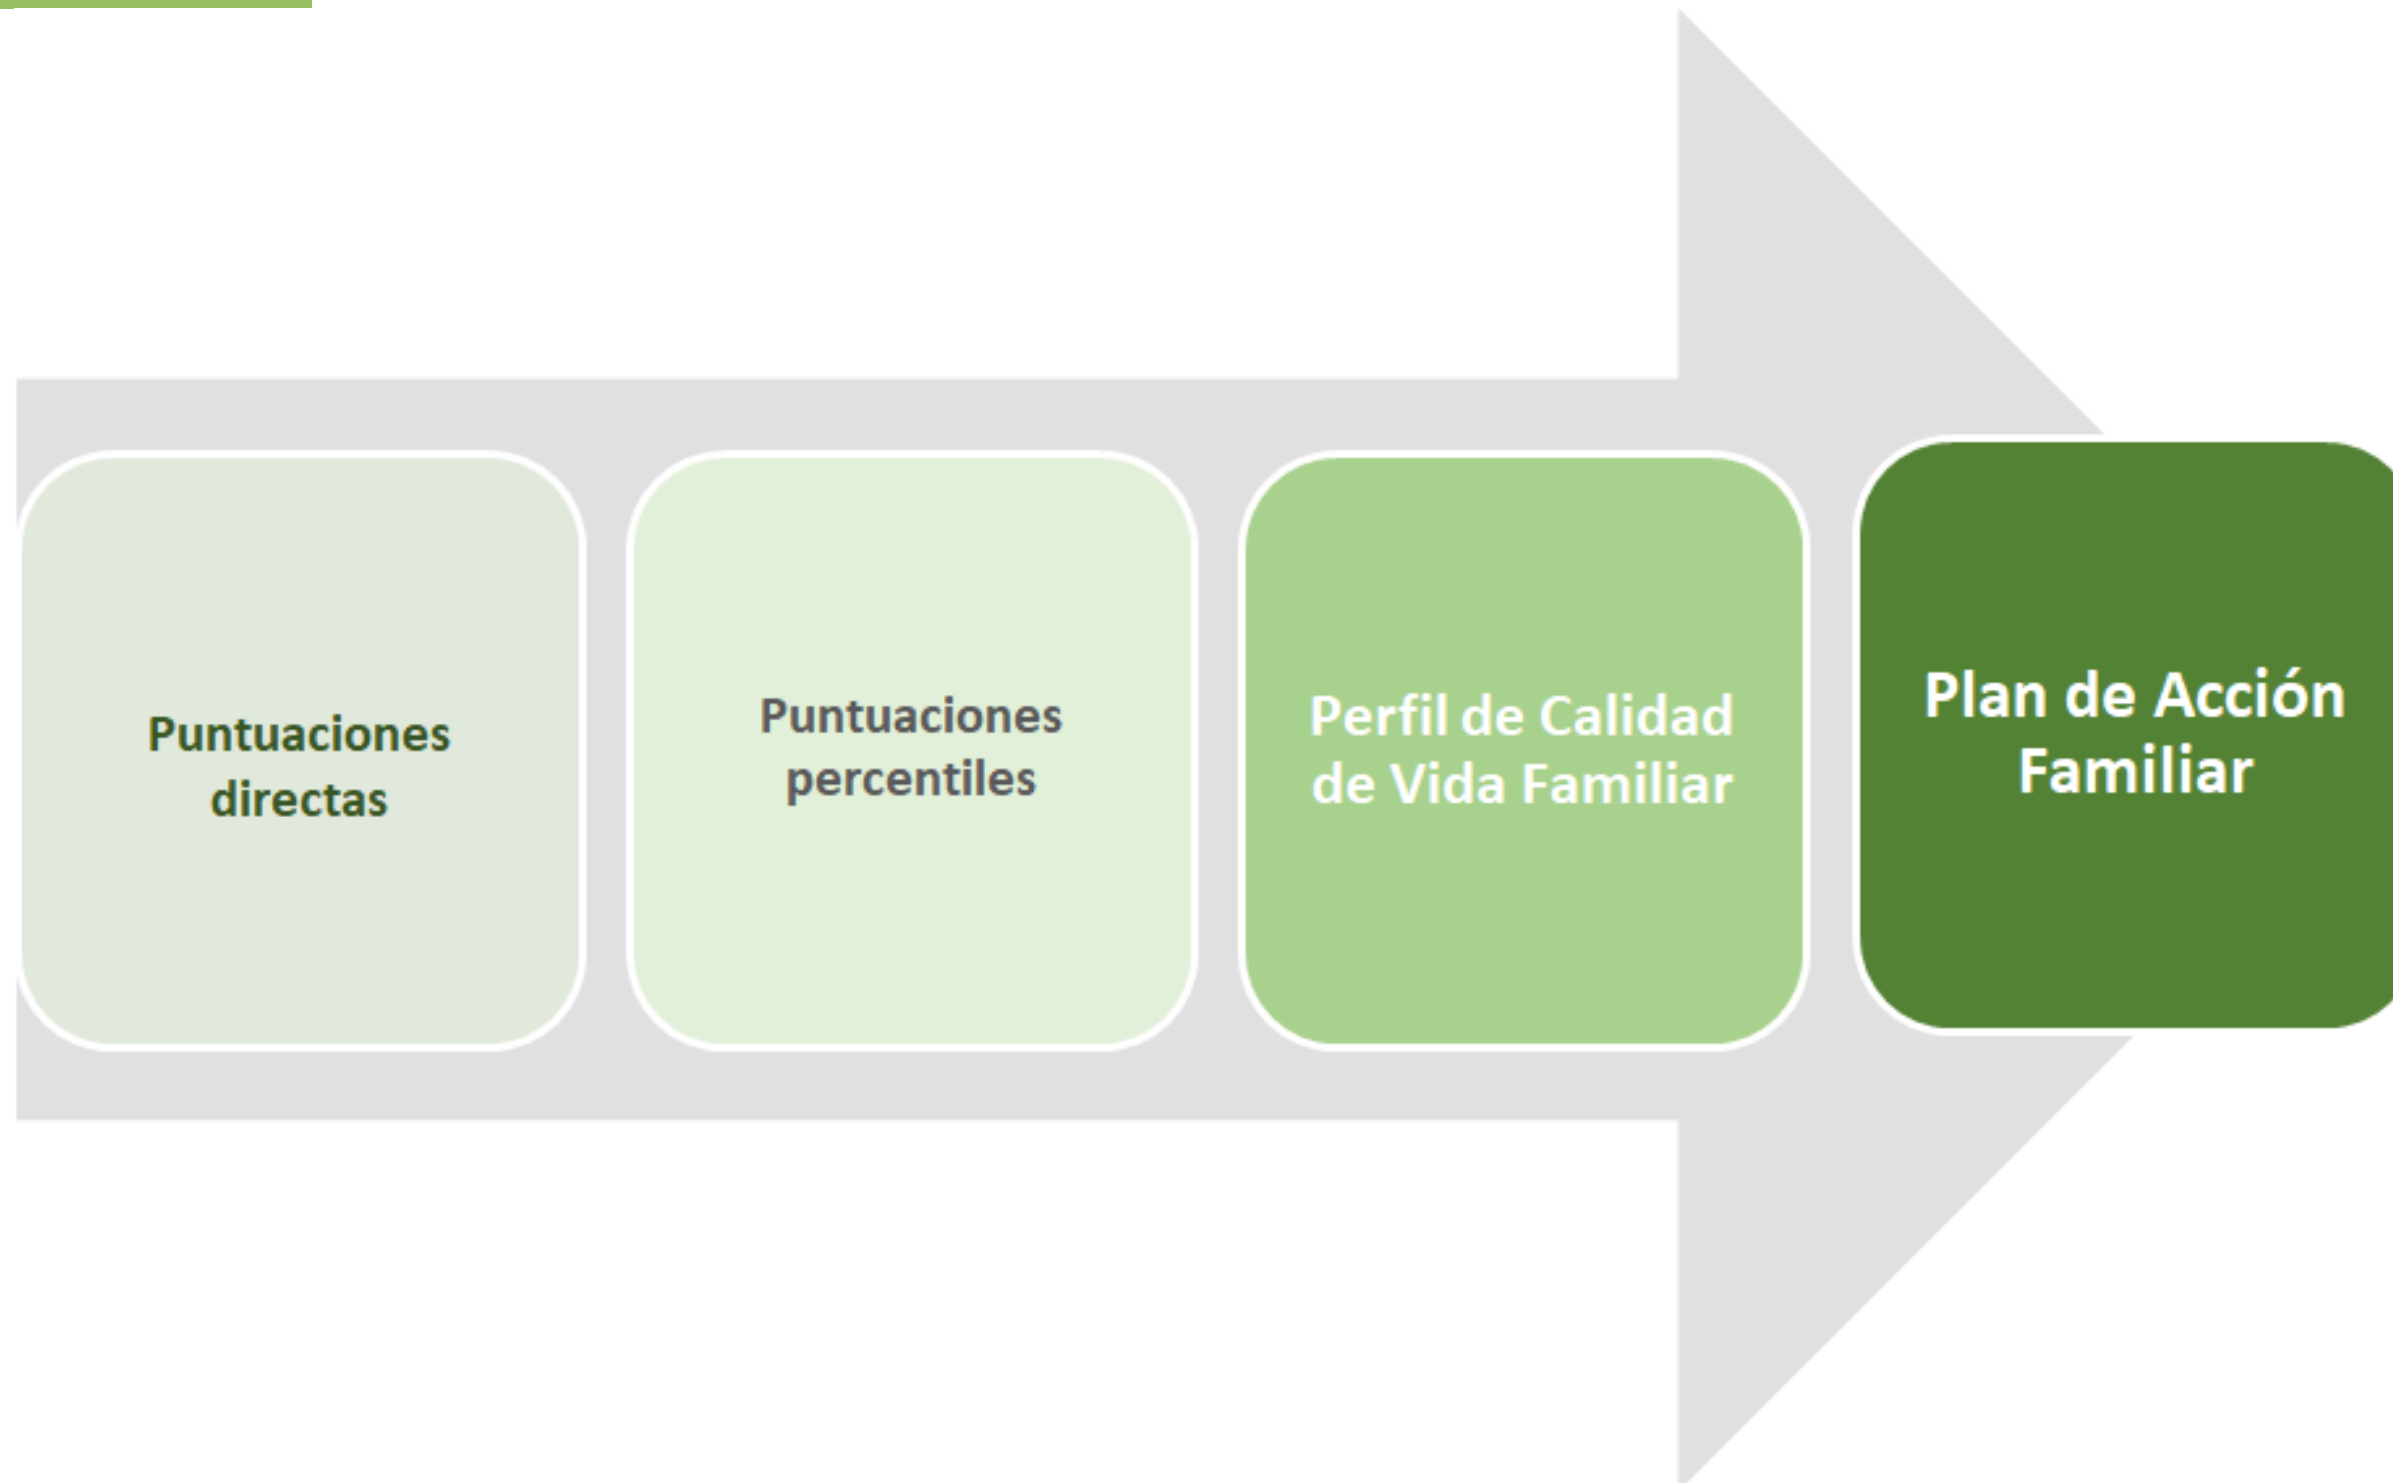 Puntuaciones
directas
Puntuaciones
percentiles
Perfil de Calidad
de Vida Familiar
Plan de Acción
Familiar